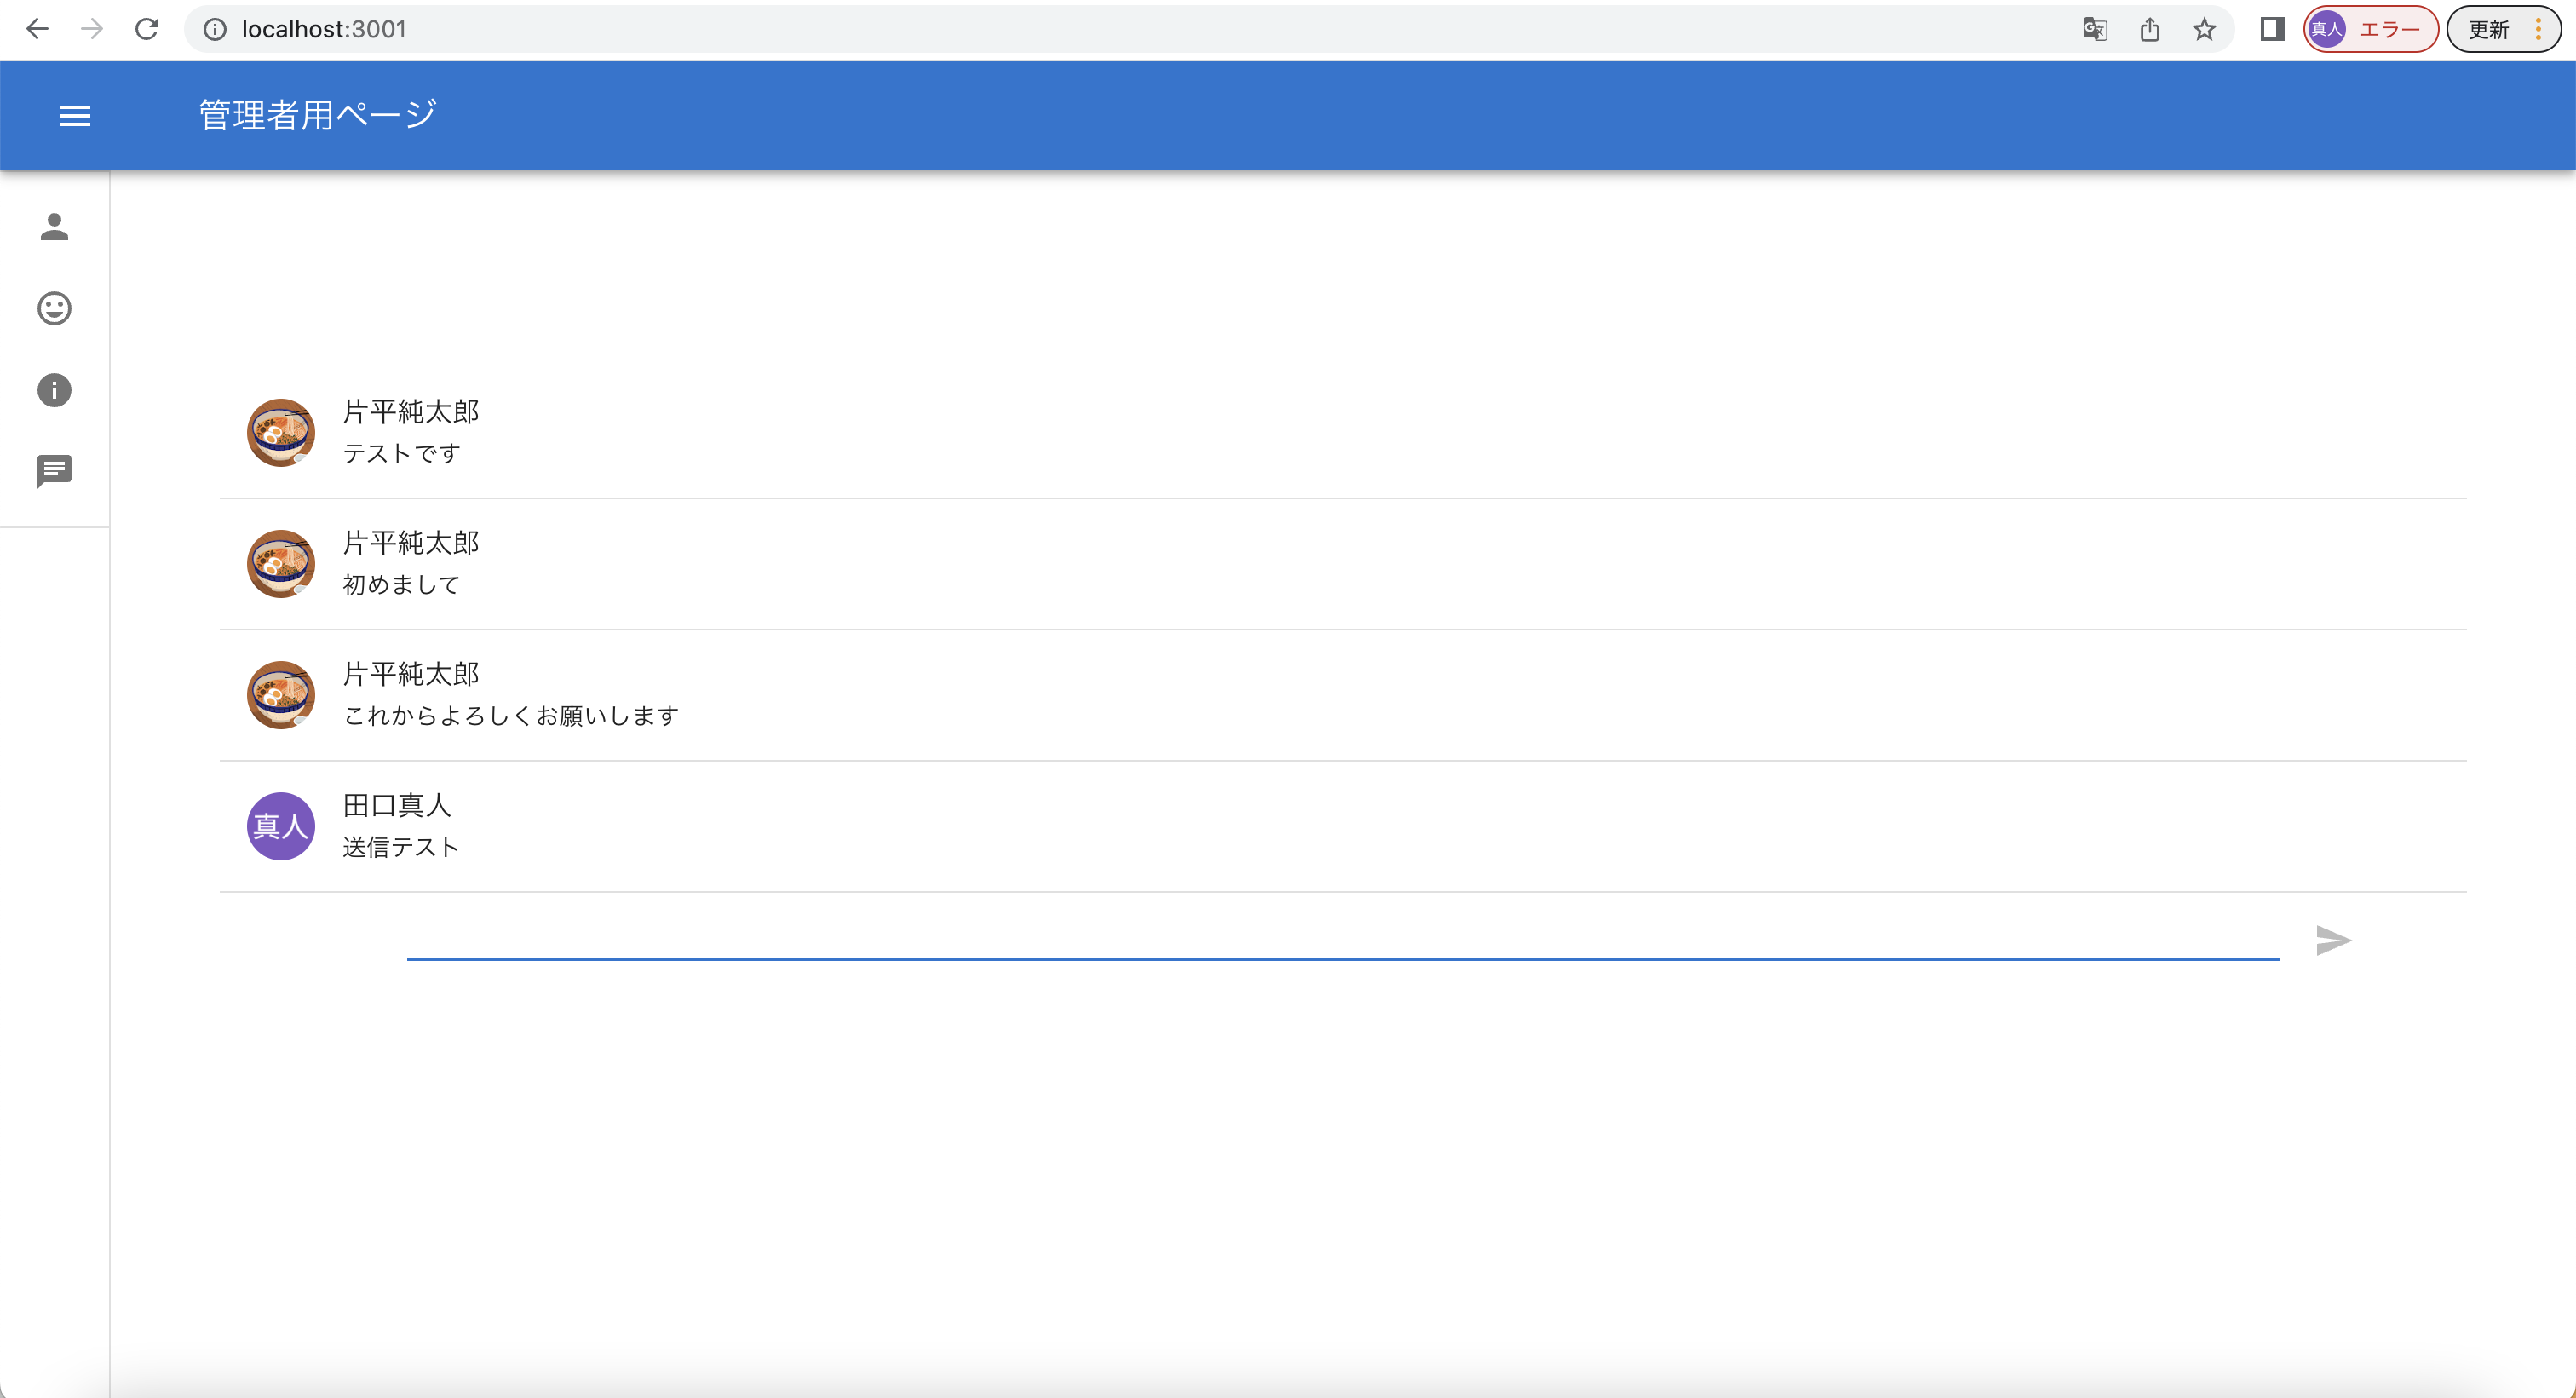 localhost:3001
真人 エラー
更新
管理者用ページ
片平純太郎
テストです
片平純太郎
初めまして
片平純太郎
これからよろしくお願いします
真人
田口真人
送信テスト